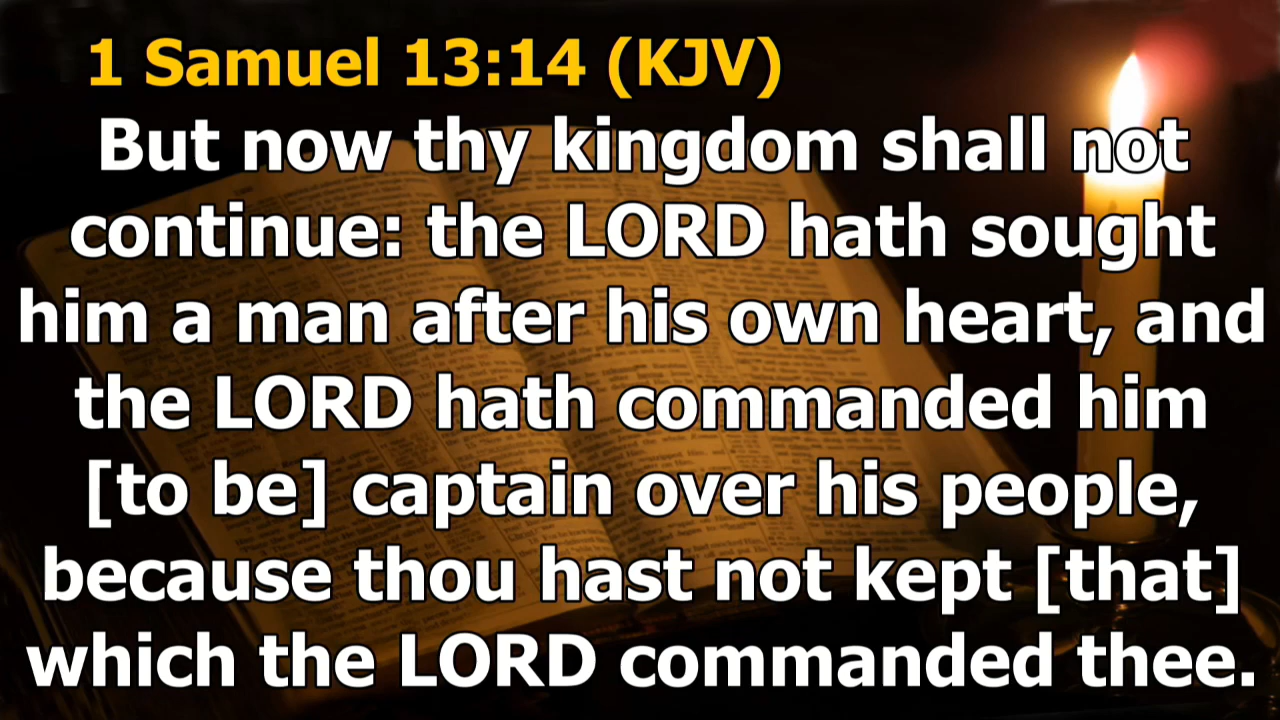 1 Samuel 13:14 (KJV)
But now thy kingdom shall not
continue: the LORD hath sought
him a man after his own heart, and
the LORD hath commanded him
[to be] captain over his people,
because thou hast not kept [that]
which the LORD commanded thee.